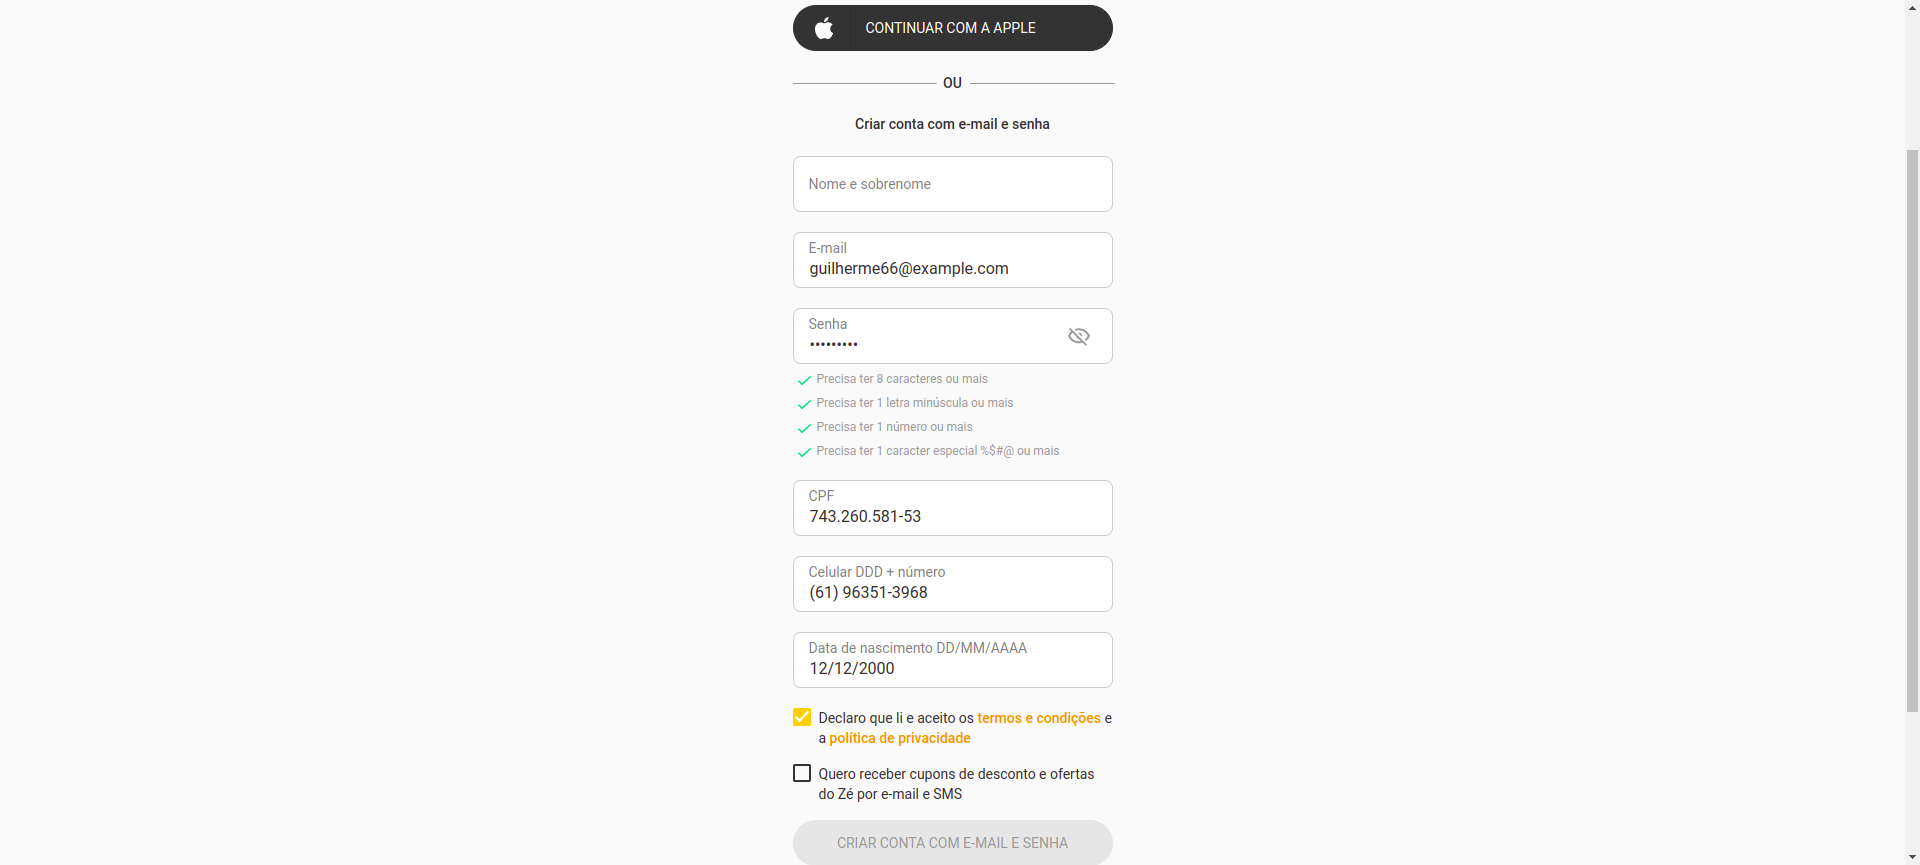 CONTINUAR COM A APPLE
OU
Criar conta com e-mail e senha
Nome e sobrenome
E-mail
guilherme66@example.com
Senha
•••••••••
Precisa ter 8 caracteres ou mais
Precisa ter 1 letra minúscula ou mais
Precisa ter 1 número ou mais
Precisa ter 1 caracter especial %$#@ ou mais
CPF
743.260.581-53
Celular DDD + número
(61) 96351-3968
Data de nascimento DD/MM/AAAA
12/12/2000
Declaro que li e aceito os termos e condições e
a política de privacidade
Quero receber cupons de desconto e ofertas
do Zé por e-mail e SMS
CRIAR CONTA COM E-MAIL E SENHA